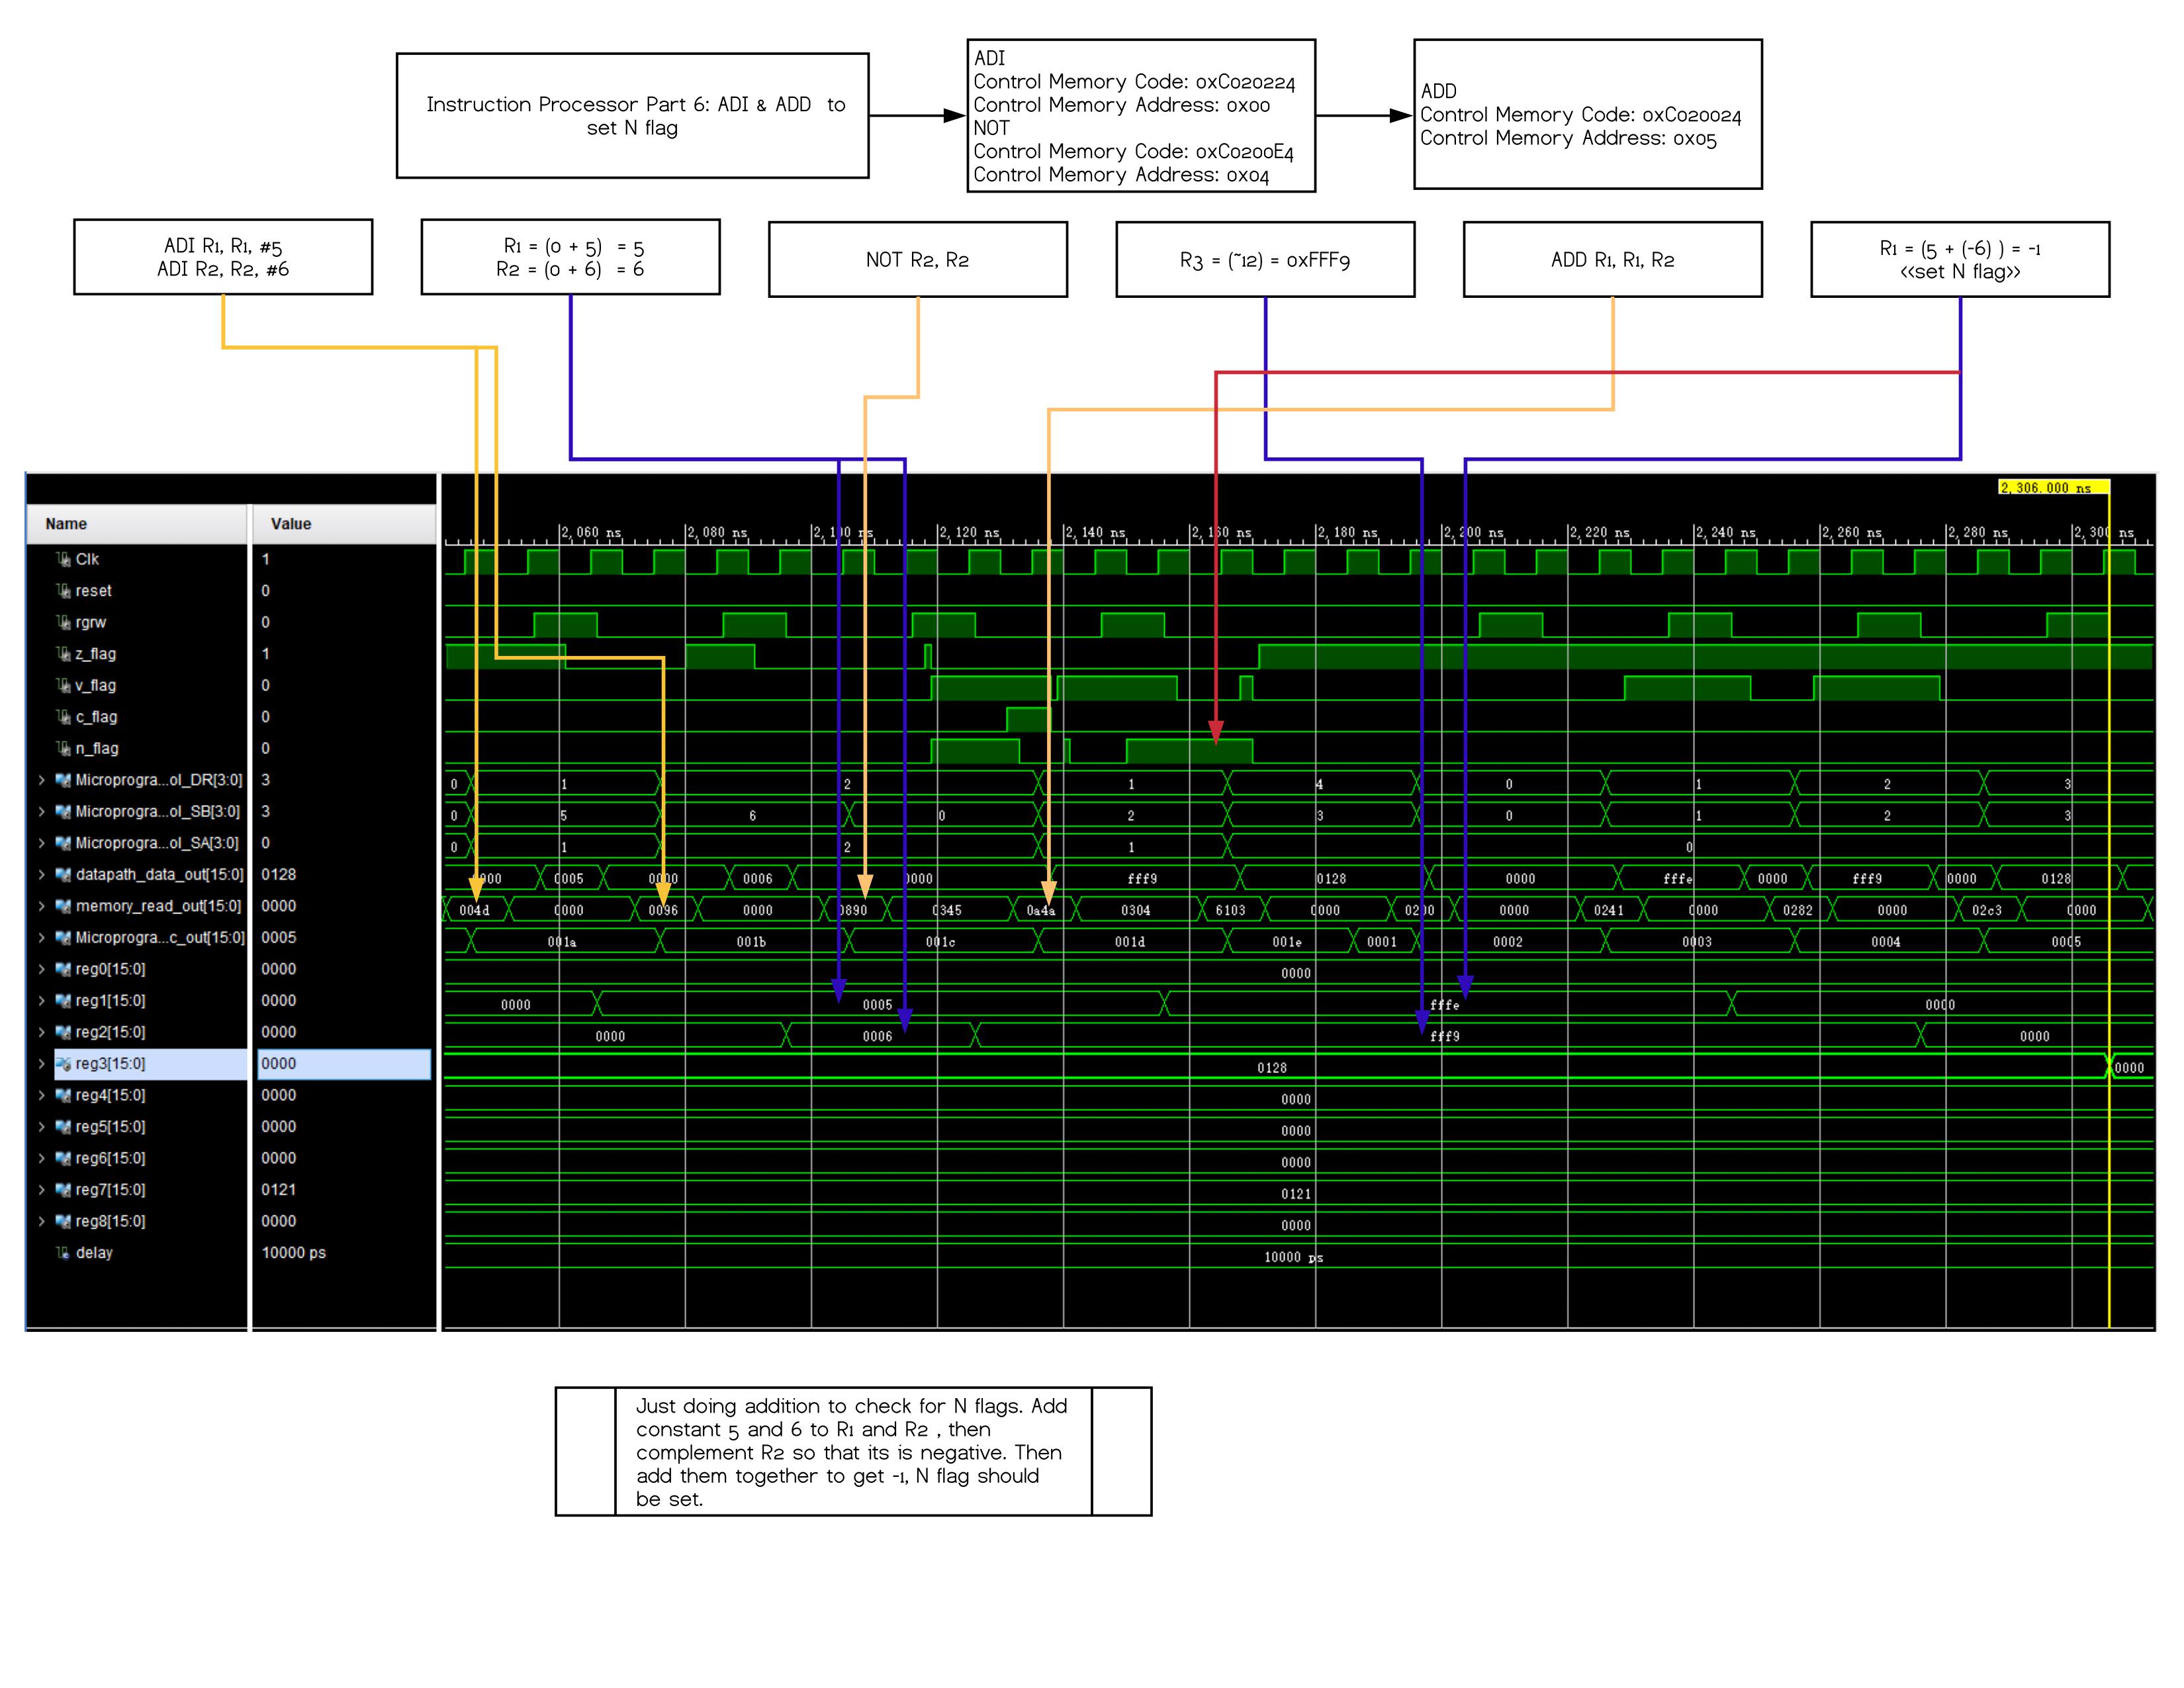 Instruction Processor Part 6: ADI & ADD to
set N flag
ADI
Control Memory Code: 0xC020224
Control Memory Address: 0x00
NOT
Control Memory Code: 0xC0200E4
Control Memory Address: 0x04
ADD
Control Memory Code: 0xC020024
Control Memory Address: 0x05
ADI R1, R1, #5
ADI R2, R2, #6
R1 = (0 + 5) = 5
R2 = (0 + 6) = 6
NOT R2, R2
R3 = (~12) = 0xFFF9
ADD R1, R1, R2
R1 = (5 + (-6) ) = -1
<<set N flag>>
2,306.000 ns
Name Value
2,060 ns 2,080 ns 2,100 ns 2,120 ns 2,140 ns 2,160 ns 2,180 ns 2,200 ns 2,220 ns 2,240 ns 2,260 ns 2,280 ns 2,300 ns
Clk 1
reset 0
rgrw 0
z_flag 1
v_flag 0
c_flag 0
n_flag 0
Microprogra...ol_DR[3:0] 3 0 1 2 1 4 0 1 2 3
Microprogra...ol_SB[3:0] 3 0 5 6 0 2 3 0 1 2 3
Microprogra...ol_SA[3:0] 0 0 1 2 1 0
datapath_data_out[15:0] 0128 0005 0000 0006 0000 fff9 0128 0000 fffe 0000 fff9 0000 0128
memory_read_out[15:0] 0000 004d 0000 0096 0000 0890 0345 0a4a 0304 6103 0000 0200 0000 0241 0000 0282 0000 02c3 0000
Microprogra...c_out[15:0] 0005 001a 001b 001c 001d 001e 0001 0002 0003 0004 0005
reg0[15:0] 0000 0000
reg1[15:0] 0000 0000 0005 fffe 0000
reg2[15:0] 0000 0000 0006 fff9 0000
reg3[15:0] 0000 0128 0000
reg4[15:0] 0000 0000
reg5[15:0] 0000 0000
reg6[15:0] 0000 0000
reg7[15:0] 0121 0121
reg8[15:0] 0000 0000
delay 10000 ps 10000 ps
Just doing addition to check for N flags. Add
constant 5 and 6 to R1 and R2 , then
complement R2 so that its is negative. Then
add them together to get -1, N flag should
be set.